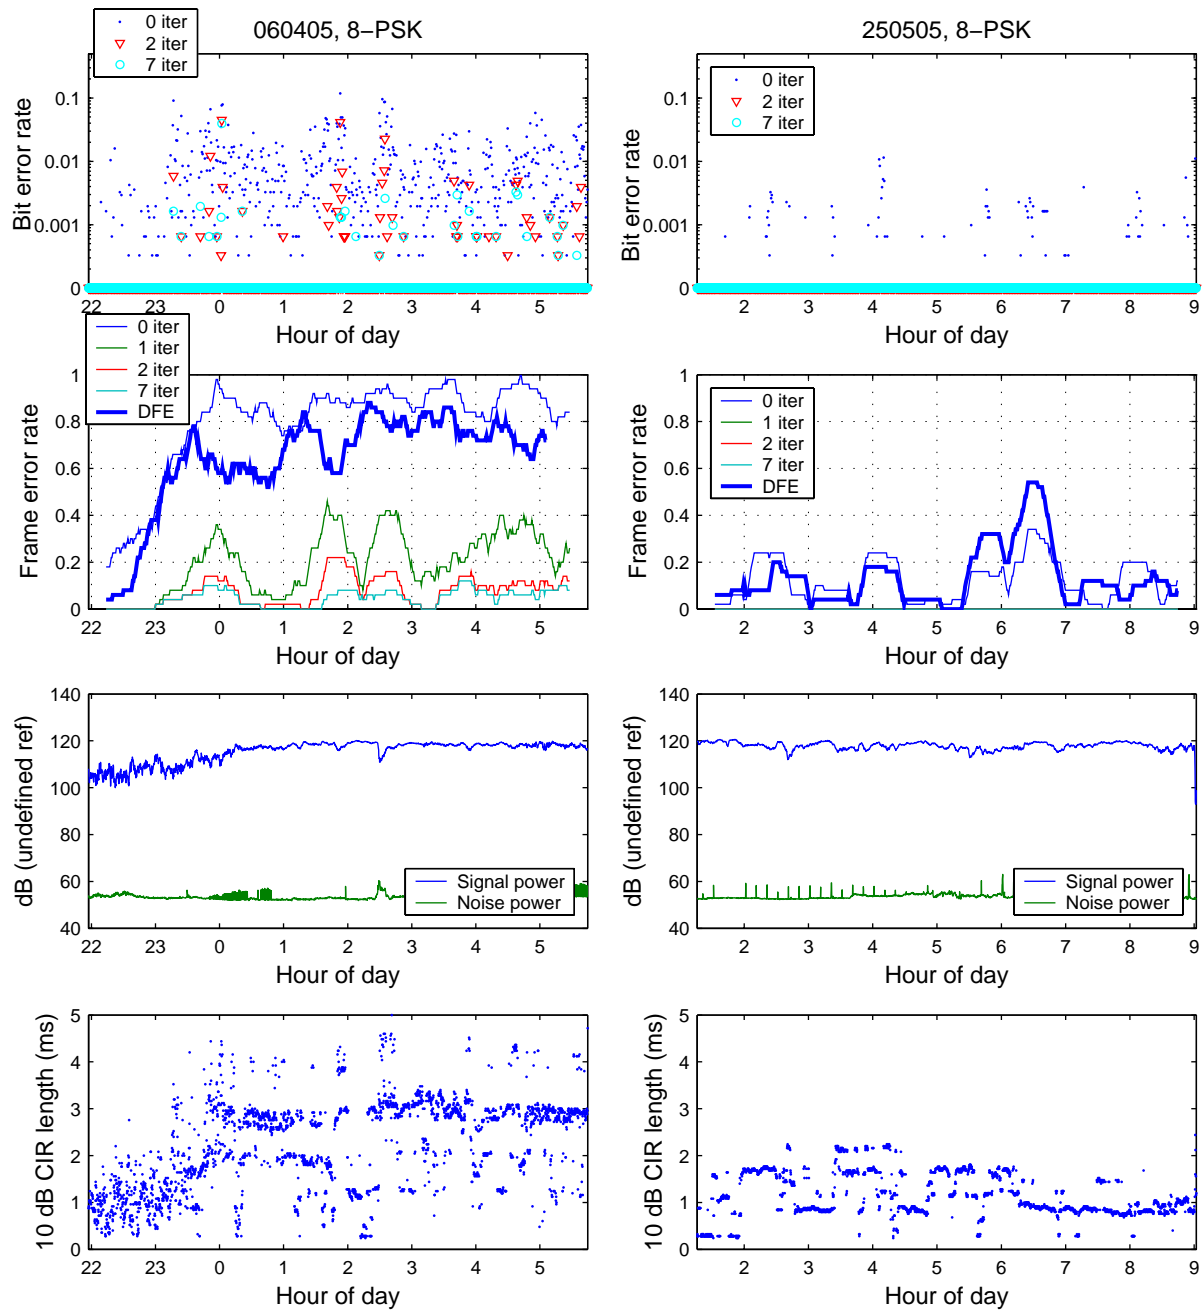 060405, 8−PSK
0 iter
2 iter
7 iter
Bit error rate
0.1
0.01
0.001
0
22 23 0 1 2 3 4 5
Hour of day
250505, 8−PSK
0 iter
2 iter
7 iter
Bit error rate
0.1
0.01
0.001
0
2 3 4 5 6 7 8 9
Hour of day
0 iter
1 iter
2 iter
7 iter
DFE
Frame error rate
1
0.8
0.6
0.4
0.2
0
22 23 0 1 2 3 4 5
Hour of day
0 iter
1 iter
2 iter
7 iter
DFE
Frame error rate
1
0.8
0.6
0.4
0.2
0
2 3 4 5 6 7 8 9
Hour of day
dB (undefined ref)
140
120
100
80
60
40
Signal power
Noise power
22 23 0 1 2 3 4 5
Hour of day
dB (undefined ref)
140
120
100
80
60
40
Signal power
Noise power
2 3 4 5 6 7 8 9
Hour of day
10 dB CIR length (ms)
5
4
3
2
1
0
22 23 0 1 2 3 4 5
Hour of day
10 dB CIR length (ms)
5
4
3
2
1
0
2 3 4 5 6 7 8 9
Hour of day